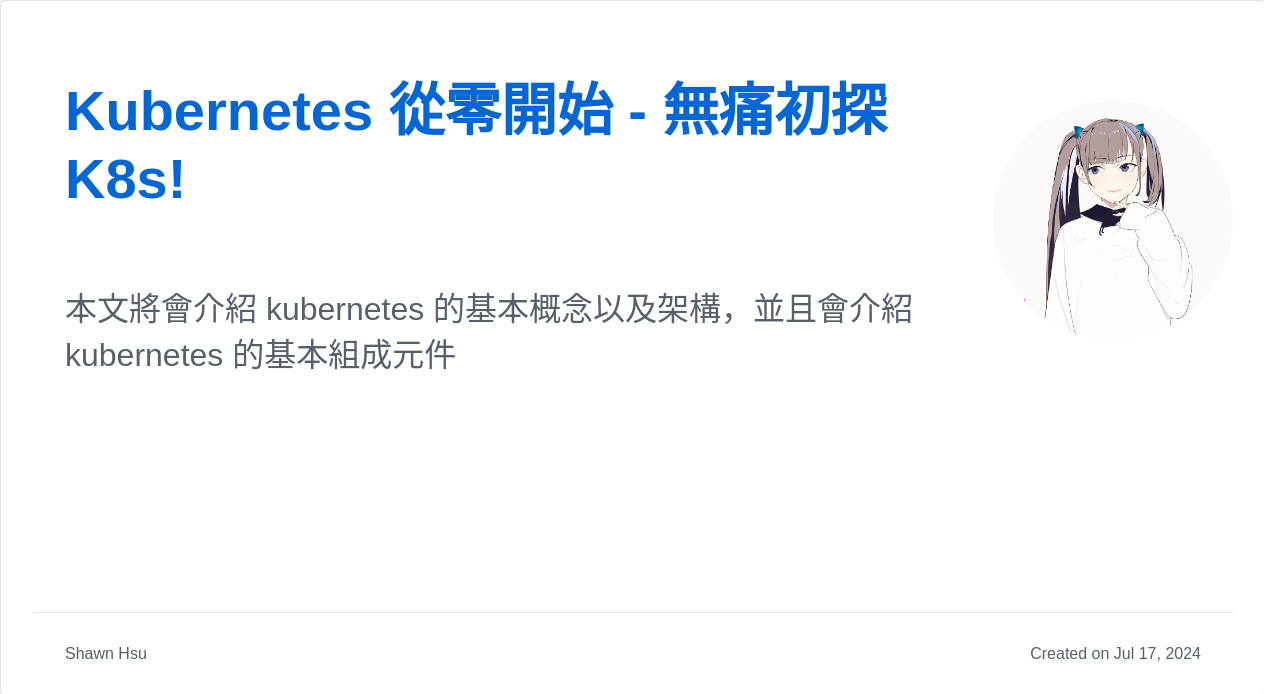 Kubernetes 從零開始 - 無痛初探
K8s!
本文將會介紹 kubernetes 的基本概念以及架構，並且會介紹
kubernetes 的基本組成元件
Shawn Hsu
Created on Jul 17, 2024